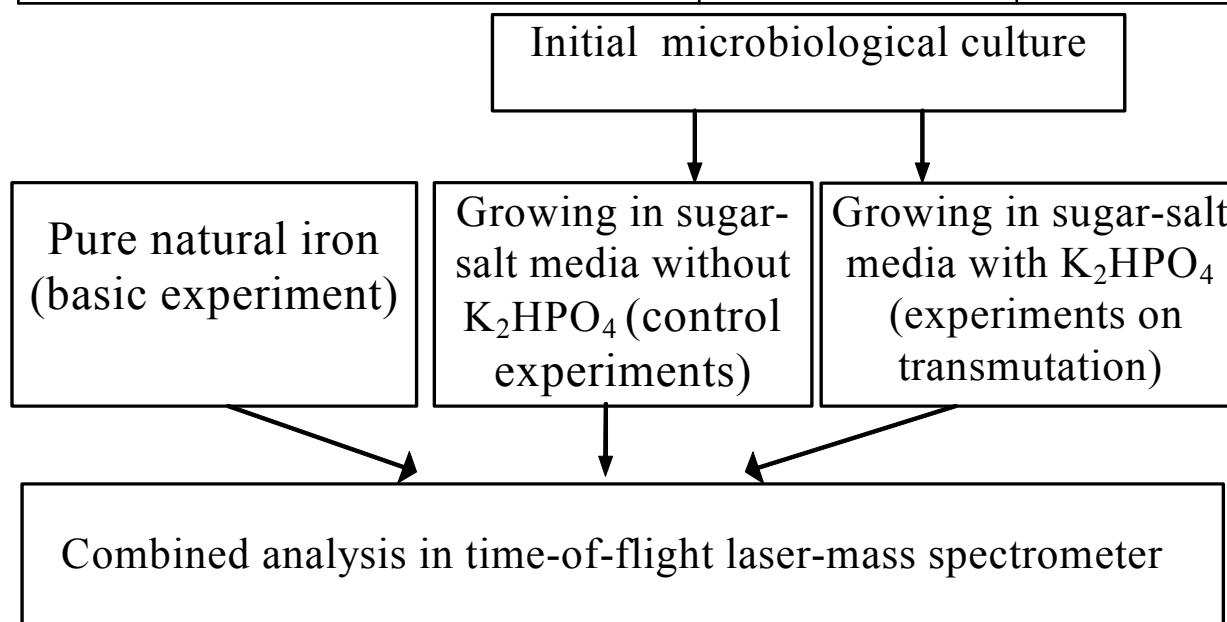 Initial microbiological culture
Pure natural iron
(basic experiment)
Growing in sugar-
salt media without
K₂HPO₄ (control
experiments)
Growing in sugar-salt
media with K₂HPO₄
(experiments on
transmutation)
Combined analysis in time-of-flight laser-mass spectrometer